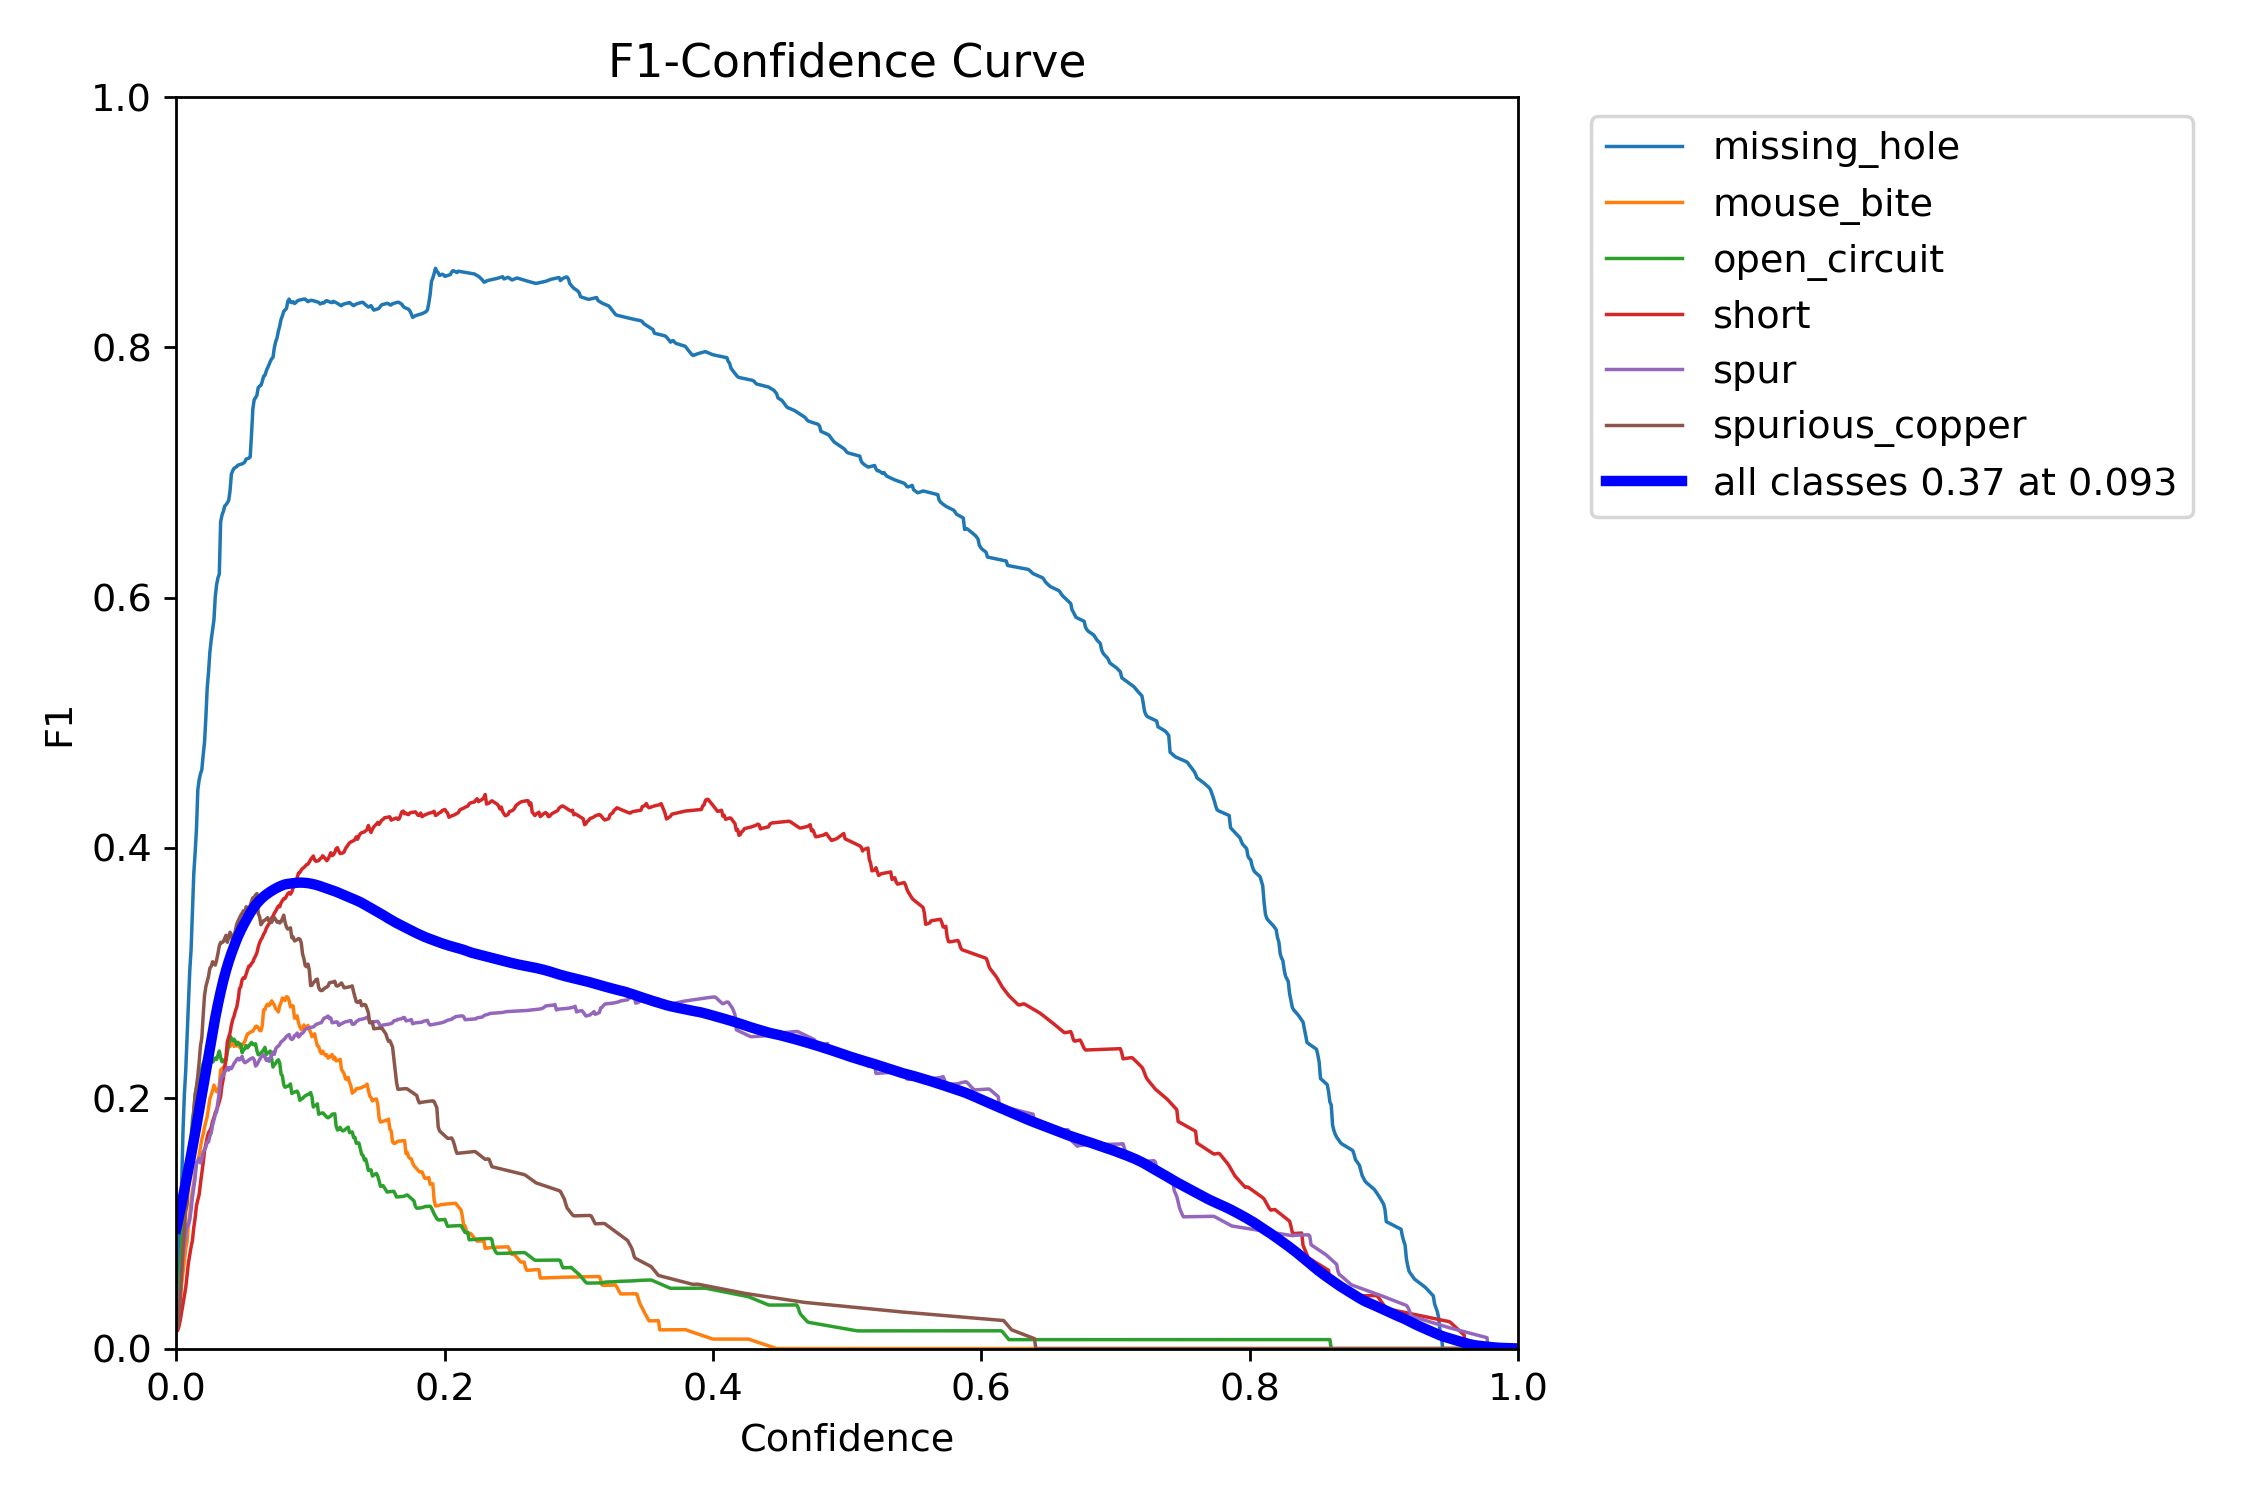 F1-Confidence Curve
1.0
0.8
0.6
0.4
0.2
0.0
F1
0.0 0.2 0.4 0.6 0.8 1.0
Confidence
missing_hole
mouse_bite
open_circuit
short
spur
spurious_copper
all classes 0.37 at 0.093